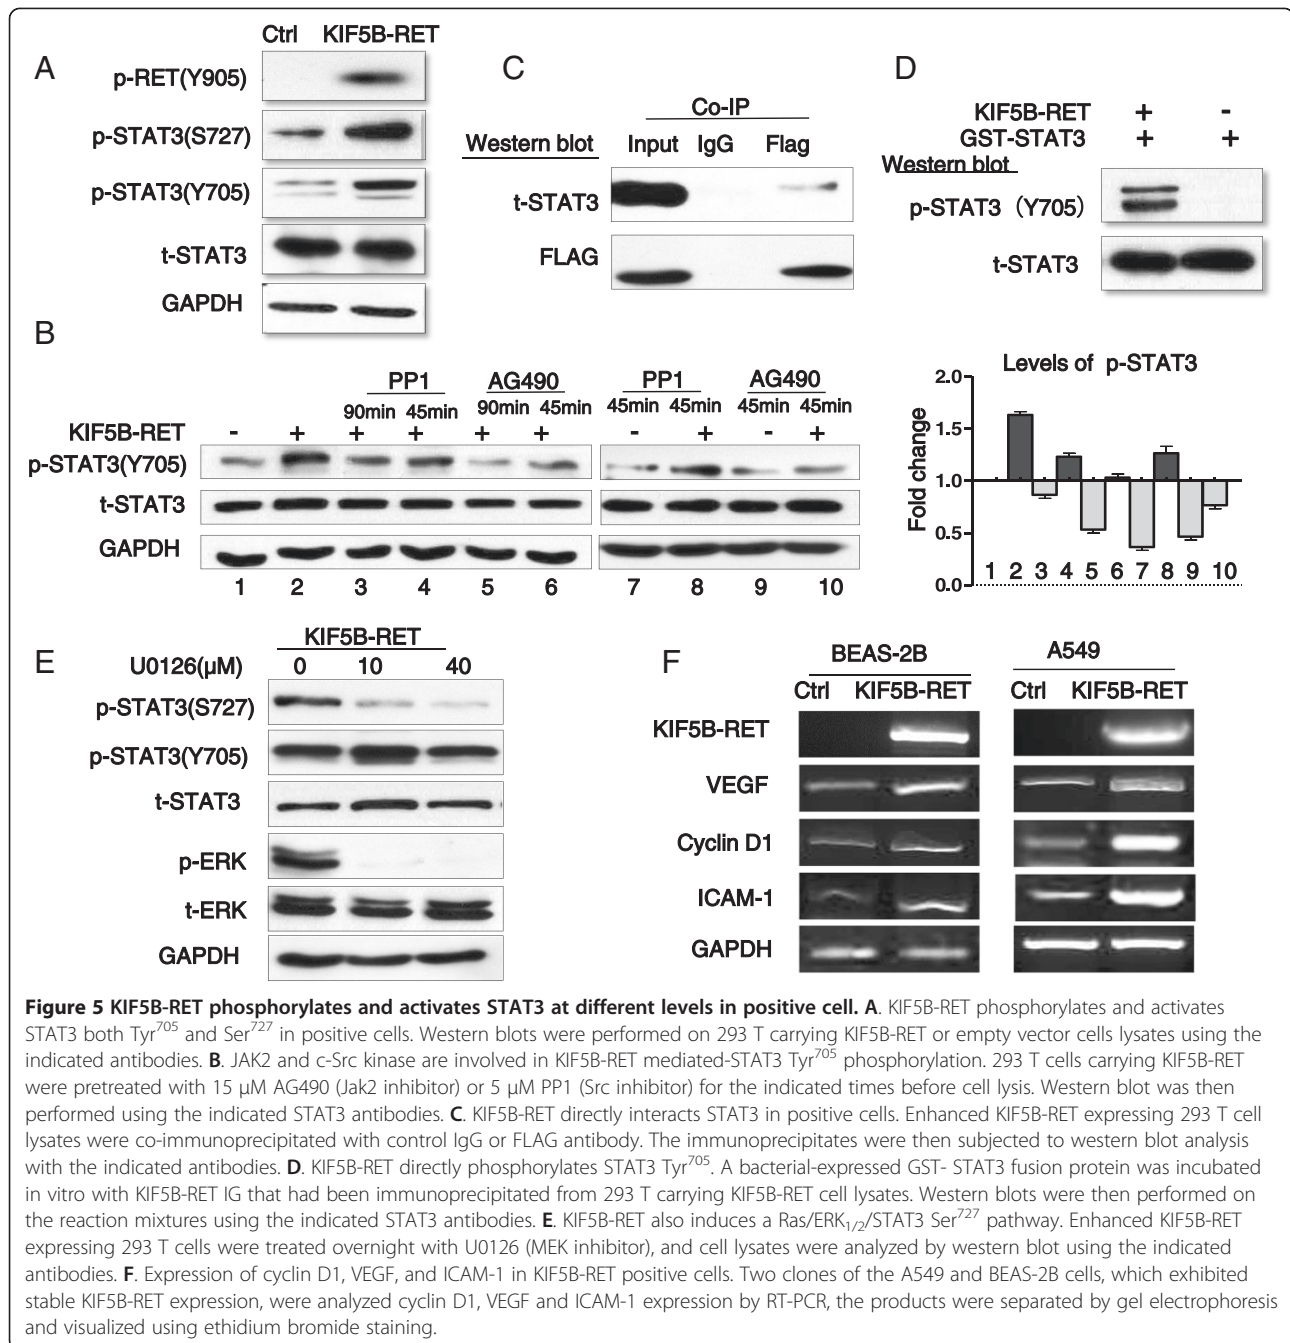 A
Ctrl KIF5B-RET
p-RET(Y905)
p-STAT3(S727)
p-STAT3(Y705)
t-STAT3
GAPDH
C
Co-IP
Western blot Input IgG Flag
t-STAT3
FLAG
D
KIF5B-RET + -
GST-STAT3 + +
Western blot
p-STAT3 (Y705)
t-STAT3
B
PP1 AG490 PP1 AG490
90min 45min 90min 45min 45min 45min 45min 45min
KIF5B-RET - + + + + + - + - +
p-STAT3(Y705)
t-STAT3
GAPDH
1 2 3 4 5 6 7 8 9 10
Levels of p-STAT3
Fold change
2.0
1.5
1.0
0.5
0.0
1 2 3 4 5 6 7 8 9 10
E
KIF5B-RET
U0126(μM) 0 10 40
p-STAT3(S727)
p-STAT3(Y705)
t-STAT3
p-ERK
t-ERK
GAPDH
F
BEAS-2B A549
Ctrl KIF5B-RET Ctrl KIF5B-RET
KIF5B-RET
VEGF
Cyclin D1
ICAM-1
GAPDH
Figure 5 KIF5B-RET phosphorylates and activates STAT3 at different levels in positive cell. A. KIF5B-RET phosphorylates and activates
STAT3 both Tyr705 and Ser727 in positive cells. Western blots were performed on 293 T carrying KIF5B-RET or empty vector cells lysates using the
indicated antibodies. B. JAK2 and c-Src kinase are involved in KIF5B-RET mediated-STAT3 Tyr705 phosphorylation. 293 T cells carrying KIF5B-RET
were pretreated with 15 μM AG490 (Jak2 inhibitor) or 5 μM PP1 (Src inhibitor) for the indicated times before cell lysis. Western blot was then
performed using the indicated STAT3 antibodies. C. KIF5B-RET directly interacts STAT3 in positive cells. Enhanced KIF5B-RET expressing 293 T cell
lysates were co-immunoprecipitated with control IgG or FLAG antibody. The immunoprecipitates were then subjected to western blot analysis
with the indicated antibodies. D. KIF5B-RET directly phosphorylates STAT3 Tyr705. A bacterial-expressed GST- STAT3 fusion protein was incubated
in vitro with KIF5B-RET IG that had been immunoprecipitated from 293 T carrying KIF5B-RET cell lysates. Western blots were then performed on
the reaction mixtures using the indicated STAT3 antibodies. E. KIF5B-RET also induces a Ras/ERK1/2/STAT3 Ser727 pathway. Enhanced KIF5B-RET
expressing 293 T cells were treated overnight with U0126 (MEK inhibitor), and cell lysates were analyzed by western blot using the indicated
antibodies. F. Expression of cyclin D1, VEGF, and ICAM-1 in KIF5B-RET positive cells. Two clones of the A549 and BEAS-2B cells, which exhibited
stable KIF5B-RET expression, were analyzed cyclin D1, VEGF and ICAM-1 expression by RT-PCR, the products were separated by gel electrophoresis
and visualized using ethidium bromide staining.